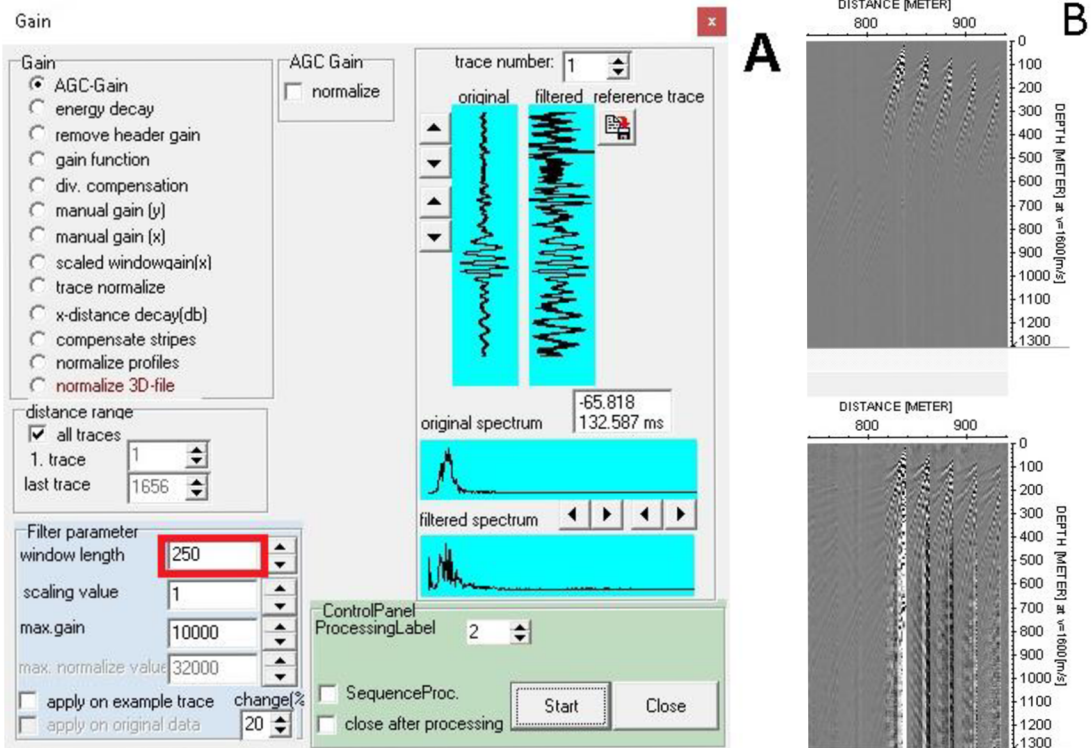 Gain
x
Gain
AGC-Gain
energy decay
remove header gain
gain function
div. compensation
manual gain (y)
manual gain (x)
scaled windowgain(x)
trace normalize
x-distance decay(db)
compensate stripes
normalize profiles
normalize 3D-file
distance range
all traces
1. trace
1
last trace
1656
Filter parameter
window length
250
scaling value
1
max.gain
10000
max. normalize value
32000
apply on example trace
change(%
apply on original data
20
AGC Gain
normalize
trace number:
1
original
filtered
reference trace
-65.818
132.587 ms
original spectrum
filtered spectrum
ControlPanel
ProcessingLabel
2
SequenceProc.
close after processing
Start
Close
A
B
DISTANCE [METER]
800
900
0
100
200
300
400
500
600
700
800
900
1000
1100
1200
1300
DEPTH [METER] at v=1600[m/s]
DISTANCE [METER]
800
900
0
100
200
300
400
500
600
700
800
900
1000
1100
1200
1300
DEPTH [METER] at v=1600[m/s]